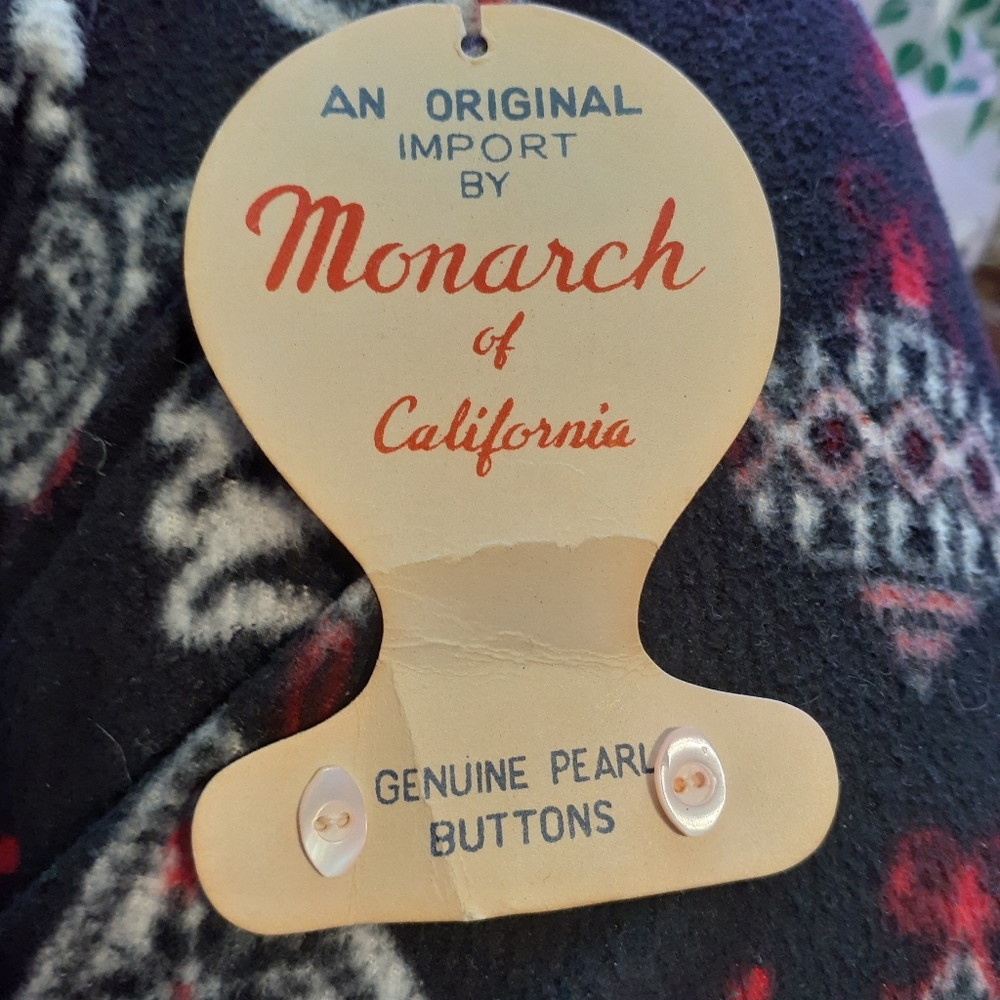 AN ORIGINAL
IMPORT
BY
Monarch
of
California
GENUINE PEARL
BUTTONS